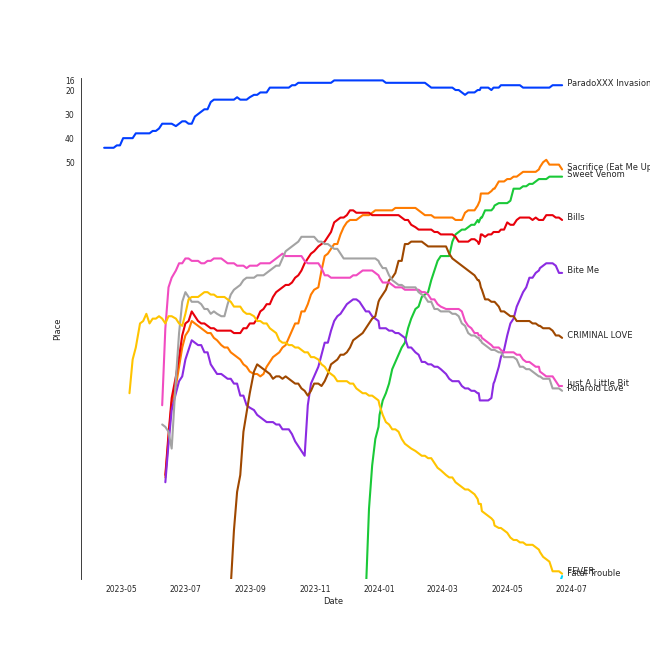 16
20
30
40
50
Place
ParadoXXX Invasion
Sacrifice (Eat Me Up
Sweet Venom
Bills
Bite Me
CRIMINAL LOVE
Just A Little Bit
Polaroid Love
FEVER
Fatal Trouble
2023-05
2023-07
2023-09
2023-11
2024-01
2024-03
2024-05
2024-07
Date